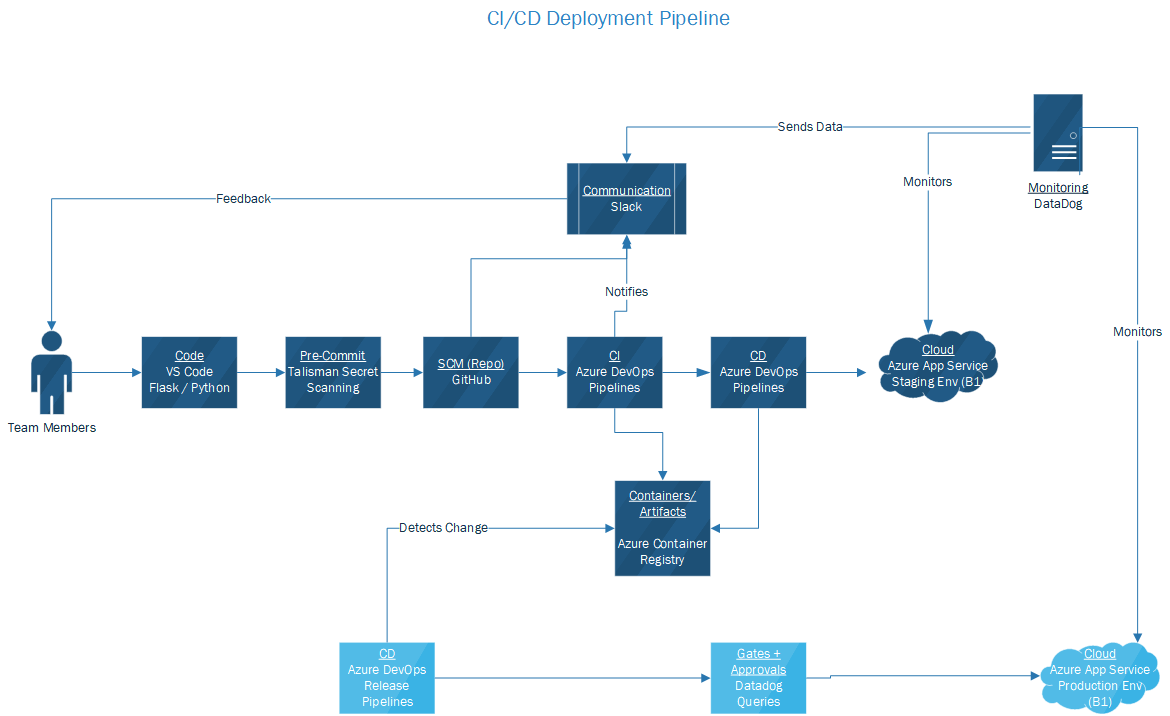 CI/CD Deployment Pipeline
Sends Data
Monitors
Monitoring
DataDog
Communication
Slack
Feedback
Notifies
Monitors
Team Members
Code
VS Code
Flask / Python
Pre-Commit
Talisman Secret
Scanning
SCM (Repo)
GitHub
CI
Azure DevOps
Pipelines
CD
Azure DevOps
Pipelines
Cloud
Azure App Service
Staging Env (B1)
Containers/
Artifacts
Azure Container
Registry
Detects Change
CD
Azure DevOps
Release
Pipelines
Gates +
Approvals
Datadog
Queries
Cloud
Azure App Service
Production Env
(B1)